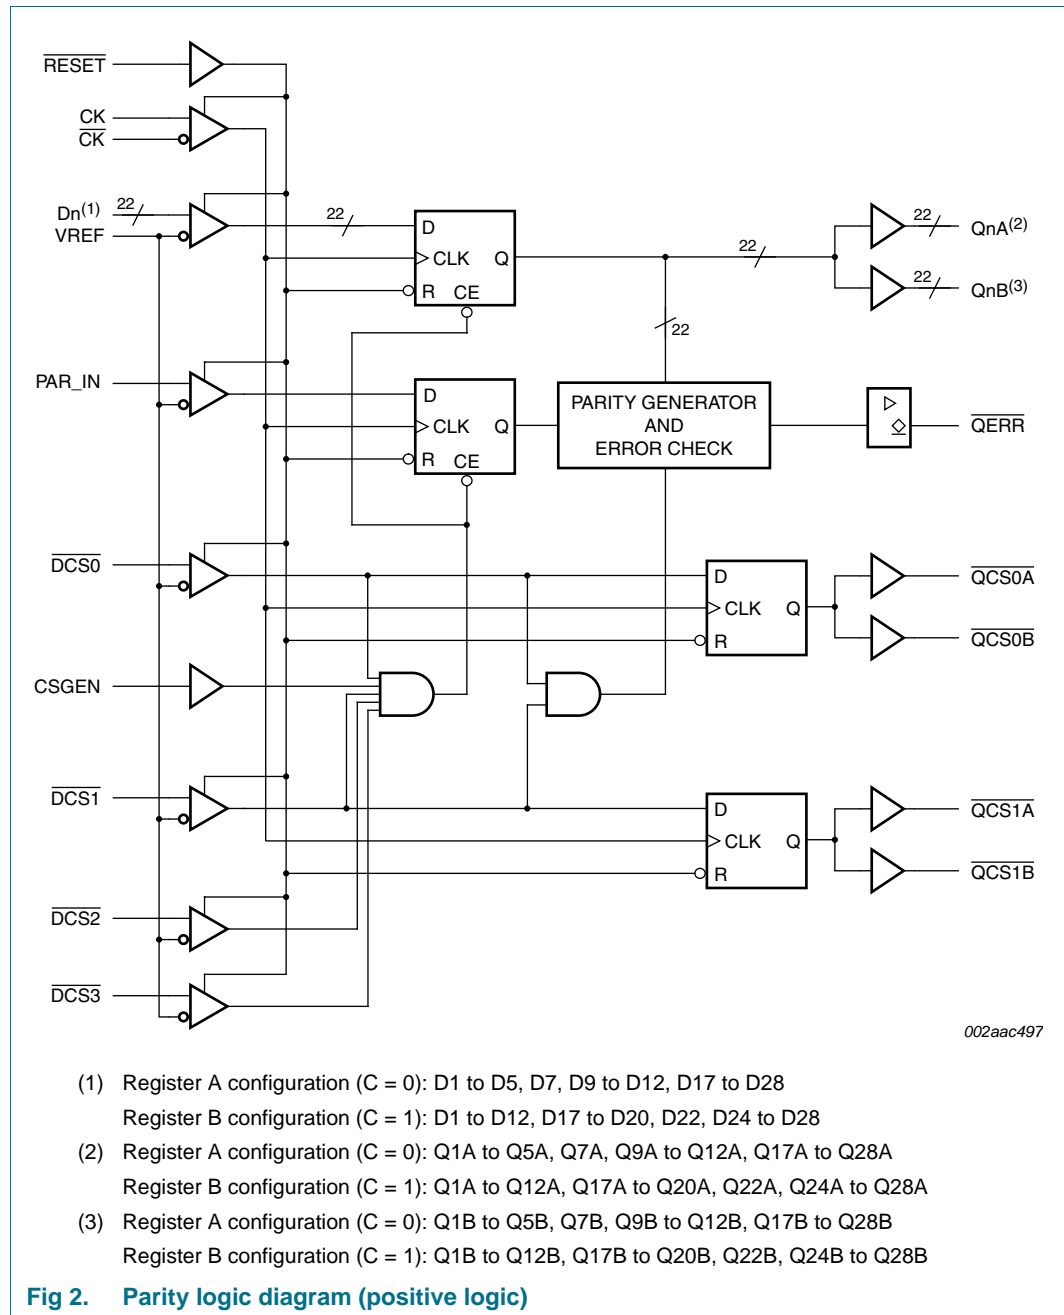 RESET
CK
CK
Dn(1) 22 22 D
VREF
CLK Q 22 22 QnA(2)
R CE 22 QnB(3)
22
PAR_IN D
CLK Q PARITY GENERATOR
AND
ERROR CHECK QERR
R CE
DCS0 D QCS0A
CLK Q
R QCS0B
CSGEN
DCS1 D QCS1A
CLK Q
R QCS1B
DCS2
DCS3
002aac497
(1) Register A configuration (C = 0): D1 to D5, D7, D9 to D12, D17 to D28
Register B configuration (C = 1): D1 to D12, D17 to D20, D22, D24 to D28
(2) Register A configuration (C = 0): Q1A to Q5A, Q7A, Q9A to Q12A, Q17A to Q28A
Register B configuration (C = 1): Q1A to Q12A, Q17A to Q20A, Q22A, Q24A to Q28A
(3) Register A configuration (C = 0): Q1B to Q5B, Q7B, Q9B to Q12B, Q17B to Q28B
Register B configuration (C = 1): Q1B to Q12B, Q17B to Q20B, Q22B, Q24B to Q28B
Fig 2. Parity logic diagram (positive logic)